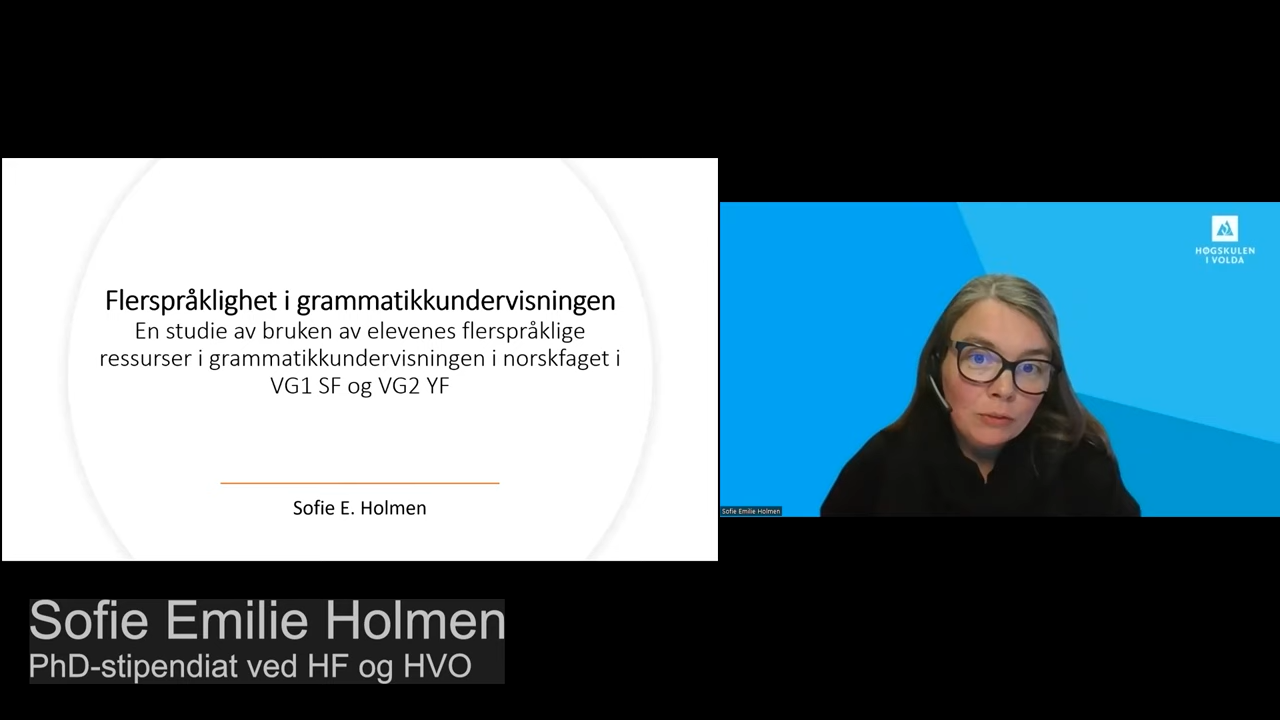 Flerspråklighet i grammatikkundervisningen
En studie av bruken av elevenes flerspråklige
ressurser i grammatikkundervisningen i norskfaget i
VG1 SF og VG2 YF
Sofie E. Holmen
HØGSKULEN
I VOLDA
Sofie Emilie Holmen
Sofie Emilie Holmen
PhD-stipendiat ved HF og HVO